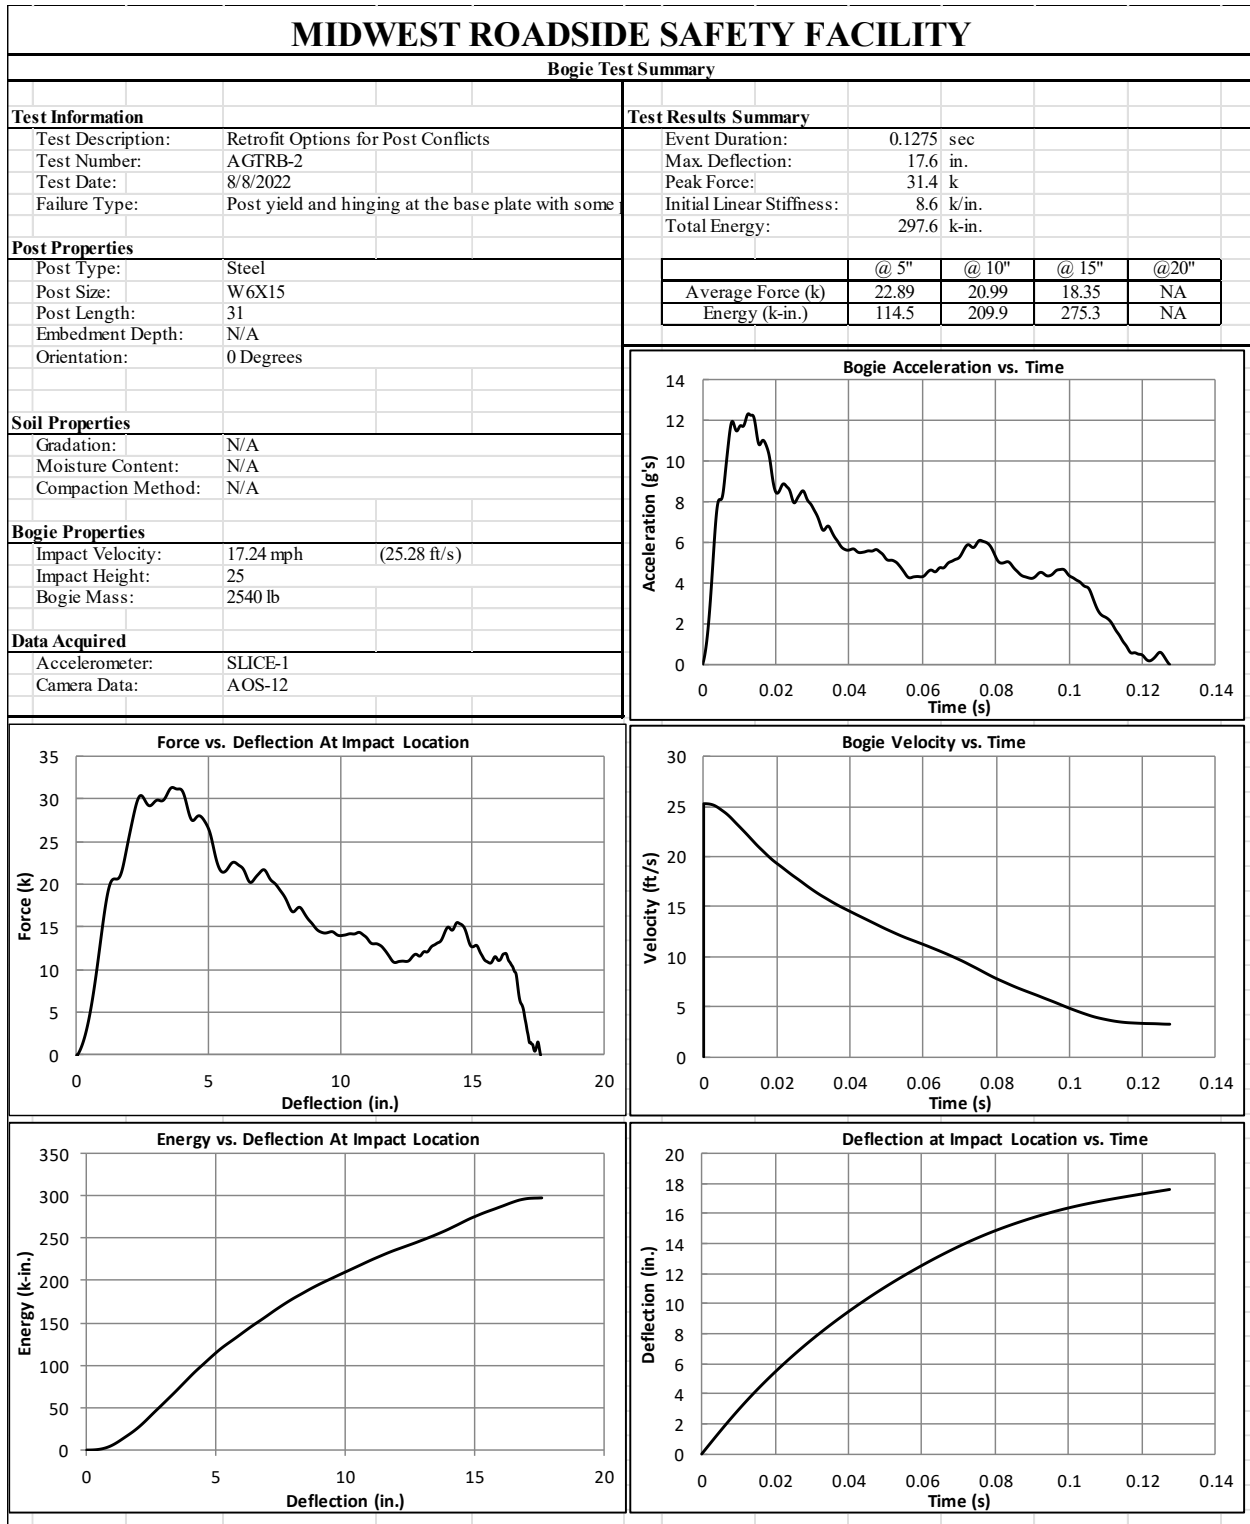 MIDWEST ROADSIDE SAFETY FACILITY
Bogie Test Summary
Test Information
Test Description: Retrofit Options for Post Conflicts
Test Number: AGTRB-2
Test Date: 8/8/2022
Failure Type: Post yield and hinging at the base plate with some
Post Properties
Post Type: Steel
Post Size: W6X15
Post Length: 31
Embedment Depth: N/A
Orientation: 0 Degrees
Soil Properties
Gradation: N/A
Moisture Content: N/A
Compaction Method: N/A
Bogie Properties
Impact Velocity: 17.24 mph (25.28 ft/s)
Impact Height: 25
Bogie Mass: 2540 lb
Data Acquired
Accelerometer: SLICE-1
Camera Data: AOS-12
Test Results Summary
Event Duration: 0.1275 sec
Max. Deflection: 17.6 in.
Peak Force: 31.4 k
Initial Linear Stiffness: 8.6 k/in.
Total Energy: 297.6 k-in.
@ 5" @ 10" @ 15" @20"
Average Force (k) 22.89 20.99 18.35 NA
Energy (k-in.) 114.5 209.9 275.3 NA
Bogie Acceleration vs. Time
Acceleration (g's)
14
12
10
8
6
4
2
0
0 0.02 0.04 0.06 0.08 0.1 0.12 0.14
Time (s)
Force vs. Deflection At Impact Location
Force (k)
35
30
25
20
15
10
5
0
0 5 10 15 20
Deflection (in.)
Bogie Velocity vs. Time
Velocity (ft/s)
30
25
20
15
10
5
0
0 0.02 0.04 0.06 0.08 0.1 0.12 0.14
Time (s)
Energy vs. Deflection At Impact Location
Energy (k-in.)
350
300
250
200
150
100
50
0
0 5 10 15 20
Deflection (in.)
Deflection at Impact Location vs. Time
Deflection (in.)
20
18
16
14
12
10
8
6
4
2
0
0 0.02 0.04 0.06 0.08 0.1 0.12 0.14
Time (s)